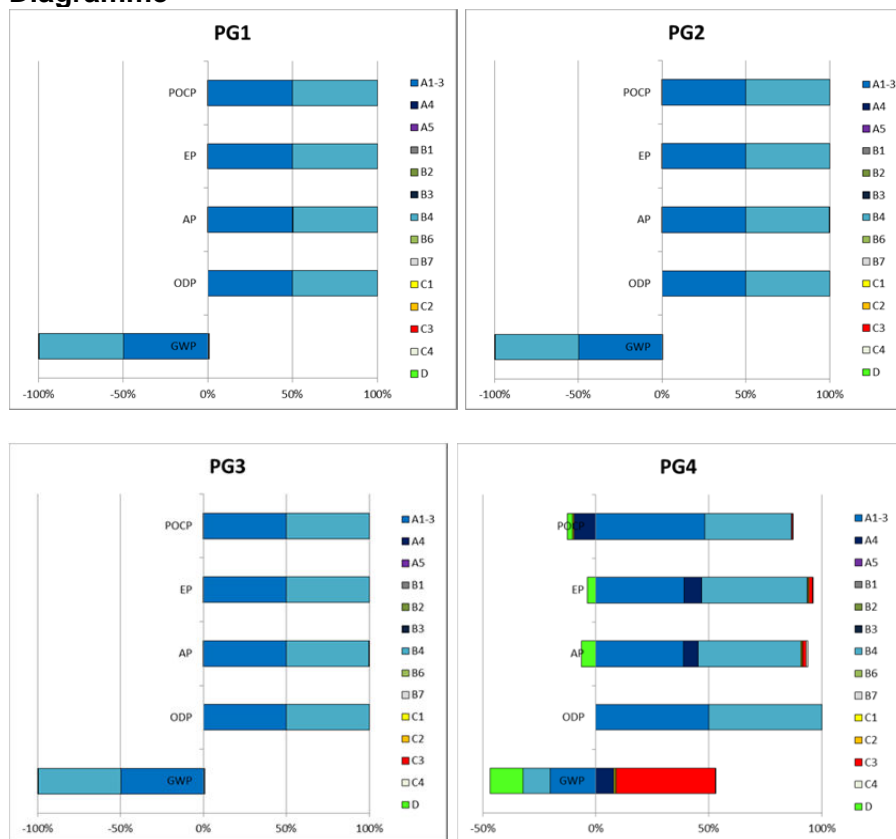 Diagramme
PG1
POCP
EP
AP
ODP
GWP
-100% -50% 0% 50% 100%
A1-3
A4
A5
B1
B2
B3
B4
B6
B7
C1
C2
C3
C4
D
PG2
POCP
EP
AP
ODP
GWP
-100% -50% 0% 50% 100%
A1-3
A4
A5
B1
B2
B3
B4
B6
B7
C1
C2
C3
C4
D
PG3
POCP
EP
AP
ODP
GWP
-100% -50% 0% 50% 100%
A1-3
A4
A5
B1
B2
B3
B4
B6
B7
C1
C2
C3
C4
D
PG4
POCP
EP
AP
ODP
GWP
-50% 0% 50% 100%
A1-3
A4
A5
B1
B2
B3
B4
B6
B7
C1
C2
C3
C4
D